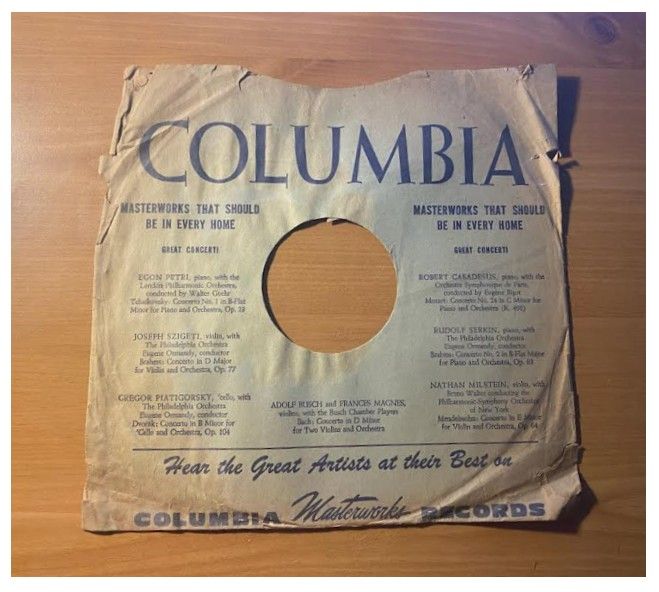 COLUMBIA
MASTERWORKS THAT SHOULD
BE IN EVERY HOME
GREAT CONCERTI
EGON PETRI, piano, with the
London Philharmonic Orchestra,
conducted by Walter Goehr
Tchaikovsky: Concerto No. 1 in B-Flat
Minor for Piano and Orchestra, Op. 23
JOSEPH SZIGETI, violin, with
The Philadelphia Orchestra
Eugene Ormandy, conductor
Brahms: Concerto in D Major
for Violin and Orchestra, Op. 77
GREGOR PIATIGORSKY, 'cello, with
The Philadelphia Orchestra
Eugene Ormandy, conductor
Dvorak: Concerto in B Minor for
'Cello and Orchestra, Op. 104
ADOLF BUSCH and FRANCES MAGNES,
violins, with the Busch Chamber Players
Bach: Concerto in D Minor
for Two Violins and Orchestra
MASTERWORKS THAT SHOULD
BE IN EVERY HOME
GREAT CONCERTI
ROBERT CASADESUS, piano, with the
Orchestre Symphonique de Paris,
conducted by Eugene Bigot
Mozart: Concerto No. 24 in C Minor for
Piano and Orchestra (K. 491)
RUDOLF SERKIN, piano, with
The Philadelphia Orchestra
Eugene Ormandy, conductor
Brahms: Concerto No. 2 in B-Flat Major
for Piano and Orchestra, Op. 83
NATHAN MILSTEIN, violin, with
Bruno Walter conducting the
Philharmonic-Symphony Orchestra
of New York
Mendelssohn: Concerto in E Minor
for Violin and Orchestra, Op. 64
Hear the Great Artists at their Best on
COLUMBIA Masterworks RECORDS